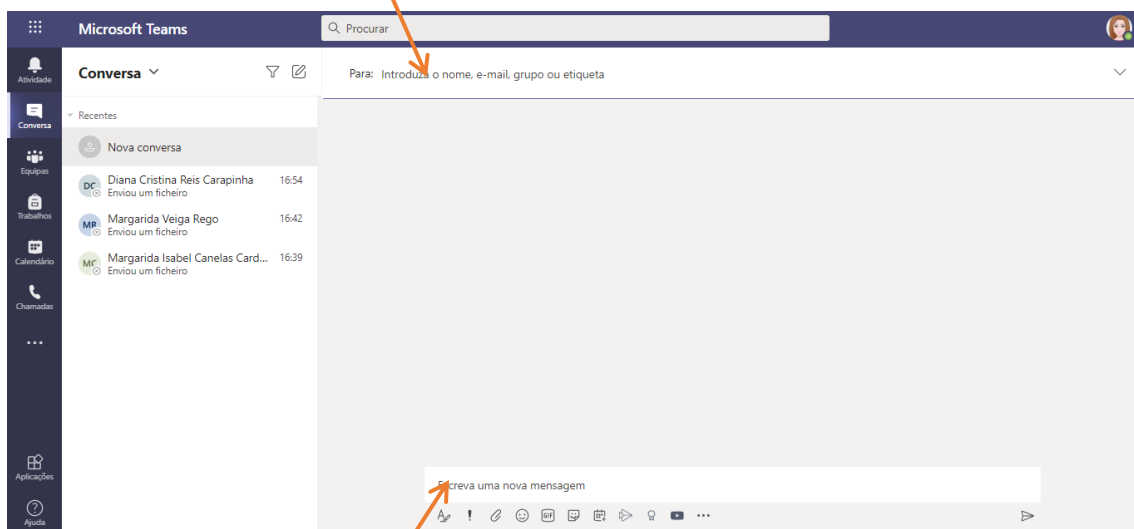 Microsoft Teams
Procurar
Atividade
Conversa
Equipas
Trabalhos
Calendário
Chamadas
Aplicações
Ajuda
Conversa
Recentes
Nova conversa
DC Diana Cristina Reis Carapinha 16:54
Enviou um ficheiro
MR Margarida Veiga Rego 16:42
Enviou um ficheiro
MC Margarida Isabel Canelas Card... 16:39
Enviou um ficheiro
Para: Introduza o nome, e-mail, grupo ou etiqueta
Escreva uma nova mensagem
GIF